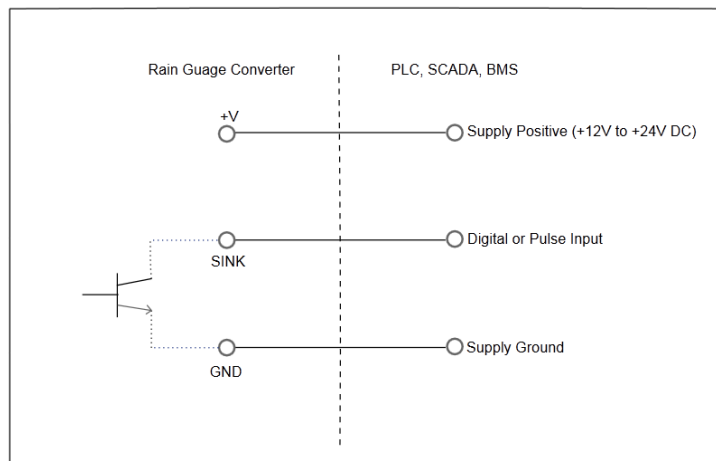 Rain Guage Converter
PLC, SCADA, BMS
+V
Supply Positive (+12V to +24V DC)
SINK
Digital or Pulse Input
GND
Supply Ground